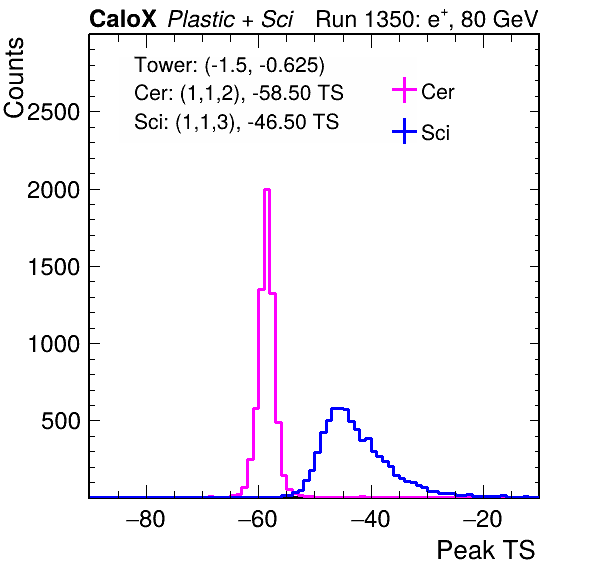 CaloX Plastic + Sci Run 1350: e+, 80 GeV
Counts
Tower: (-1.5, -0.625)
Cer: (1,1,2), -58.50 TS
Sci: (1,1,3), -46.50 TS
Cer
Sci
2500
2000
1500
1000
500
−80 −60 −40 −20
Peak TS